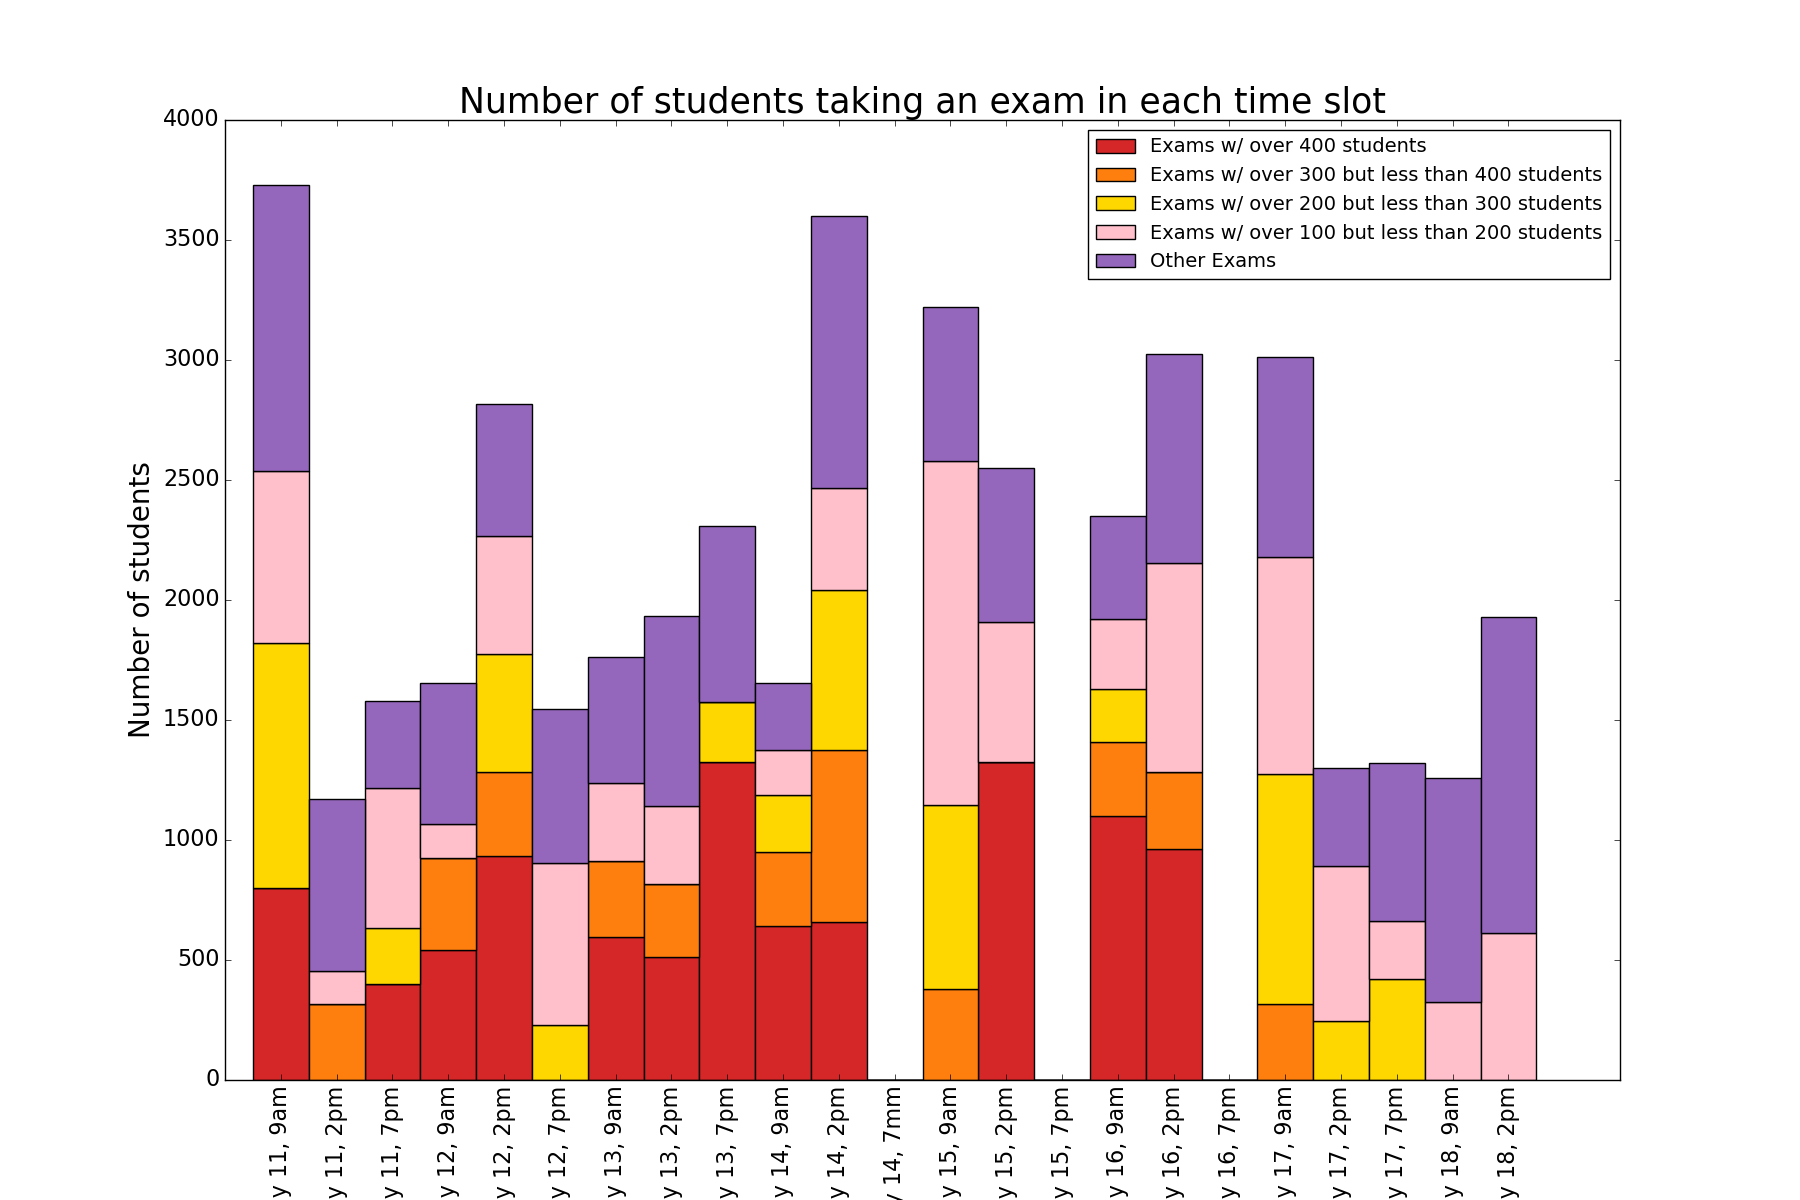 Number of students taking an exam in each time slot
4000
3500
3000
2500
2000
1500
1000
500
0
Number of students
Exams w/ over 400 students
Exams w/ over 300 but less than 400 students
Exams w/ over 200 but less than 300 students
Exams w/ over 100 but less than 200 students
Other Exams
y 11, 9am
y 11, 2pm
y 11, 7pm
y 12, 9am
y 12, 2pm
y 12, 7pm
y 13, 9am
y 13, 2pm
y 13, 7pm
y 14, 9am
y 14, 2pm
y 14, 7mm
y 15, 9am
y 15, 2pm
y 15, 7pm
y 16, 9am
y 16, 2pm
y 16, 7pm
y 17, 9am
y 17, 2pm
y 17, 7pm
y 18, 9am
y 18, 2pm